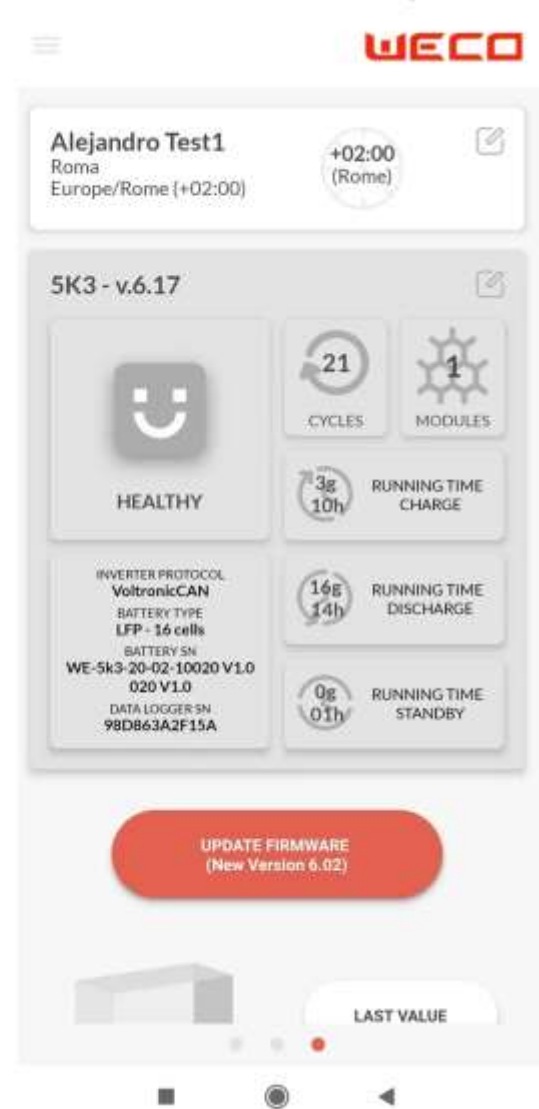 WECO
Alejandro Test1
Roma
Europe/Rome (+02:00)
+02:00
(Rome)
5K3 - v.6.17
HEALTHY
21
CYCLES
1
MODULES
3g
10h
RUNNING TIME
CHARGE
INVERTER PROTOCOL
VoltronicCAN
BATTERY TYPE
LFP - 16 cells
BATTERY SN
WE-5k3-20-02-10020 V1.0
020 V1.0
DATA LOGGER SN
98D863A2F15A
16g
14h
RUNNING TIME
DISCHARGE
0g
01h
RUNNING TIME
STANDBY
UPDATE FIRMWARE
(New Version 6.02)
LAST VALUE